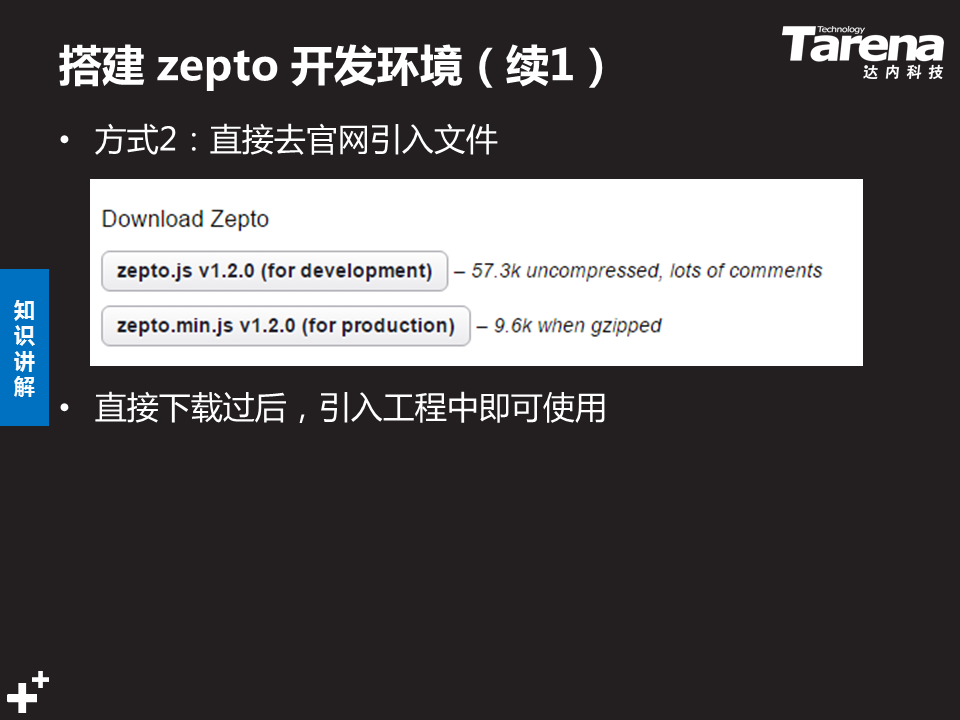 搭建 zepto 开发环境（续1）
Technology
Tarena
达内科技
• 方式2：直接去官网引入文件
Download Zepto
zepto.js v1.2.0 (for development) – 57.3k uncompressed, lots of comments
zepto.min.js v1.2.0 (for production) – 9.6k when gzipped
知识讲解
• 直接下载过后，引入工程中即可使用